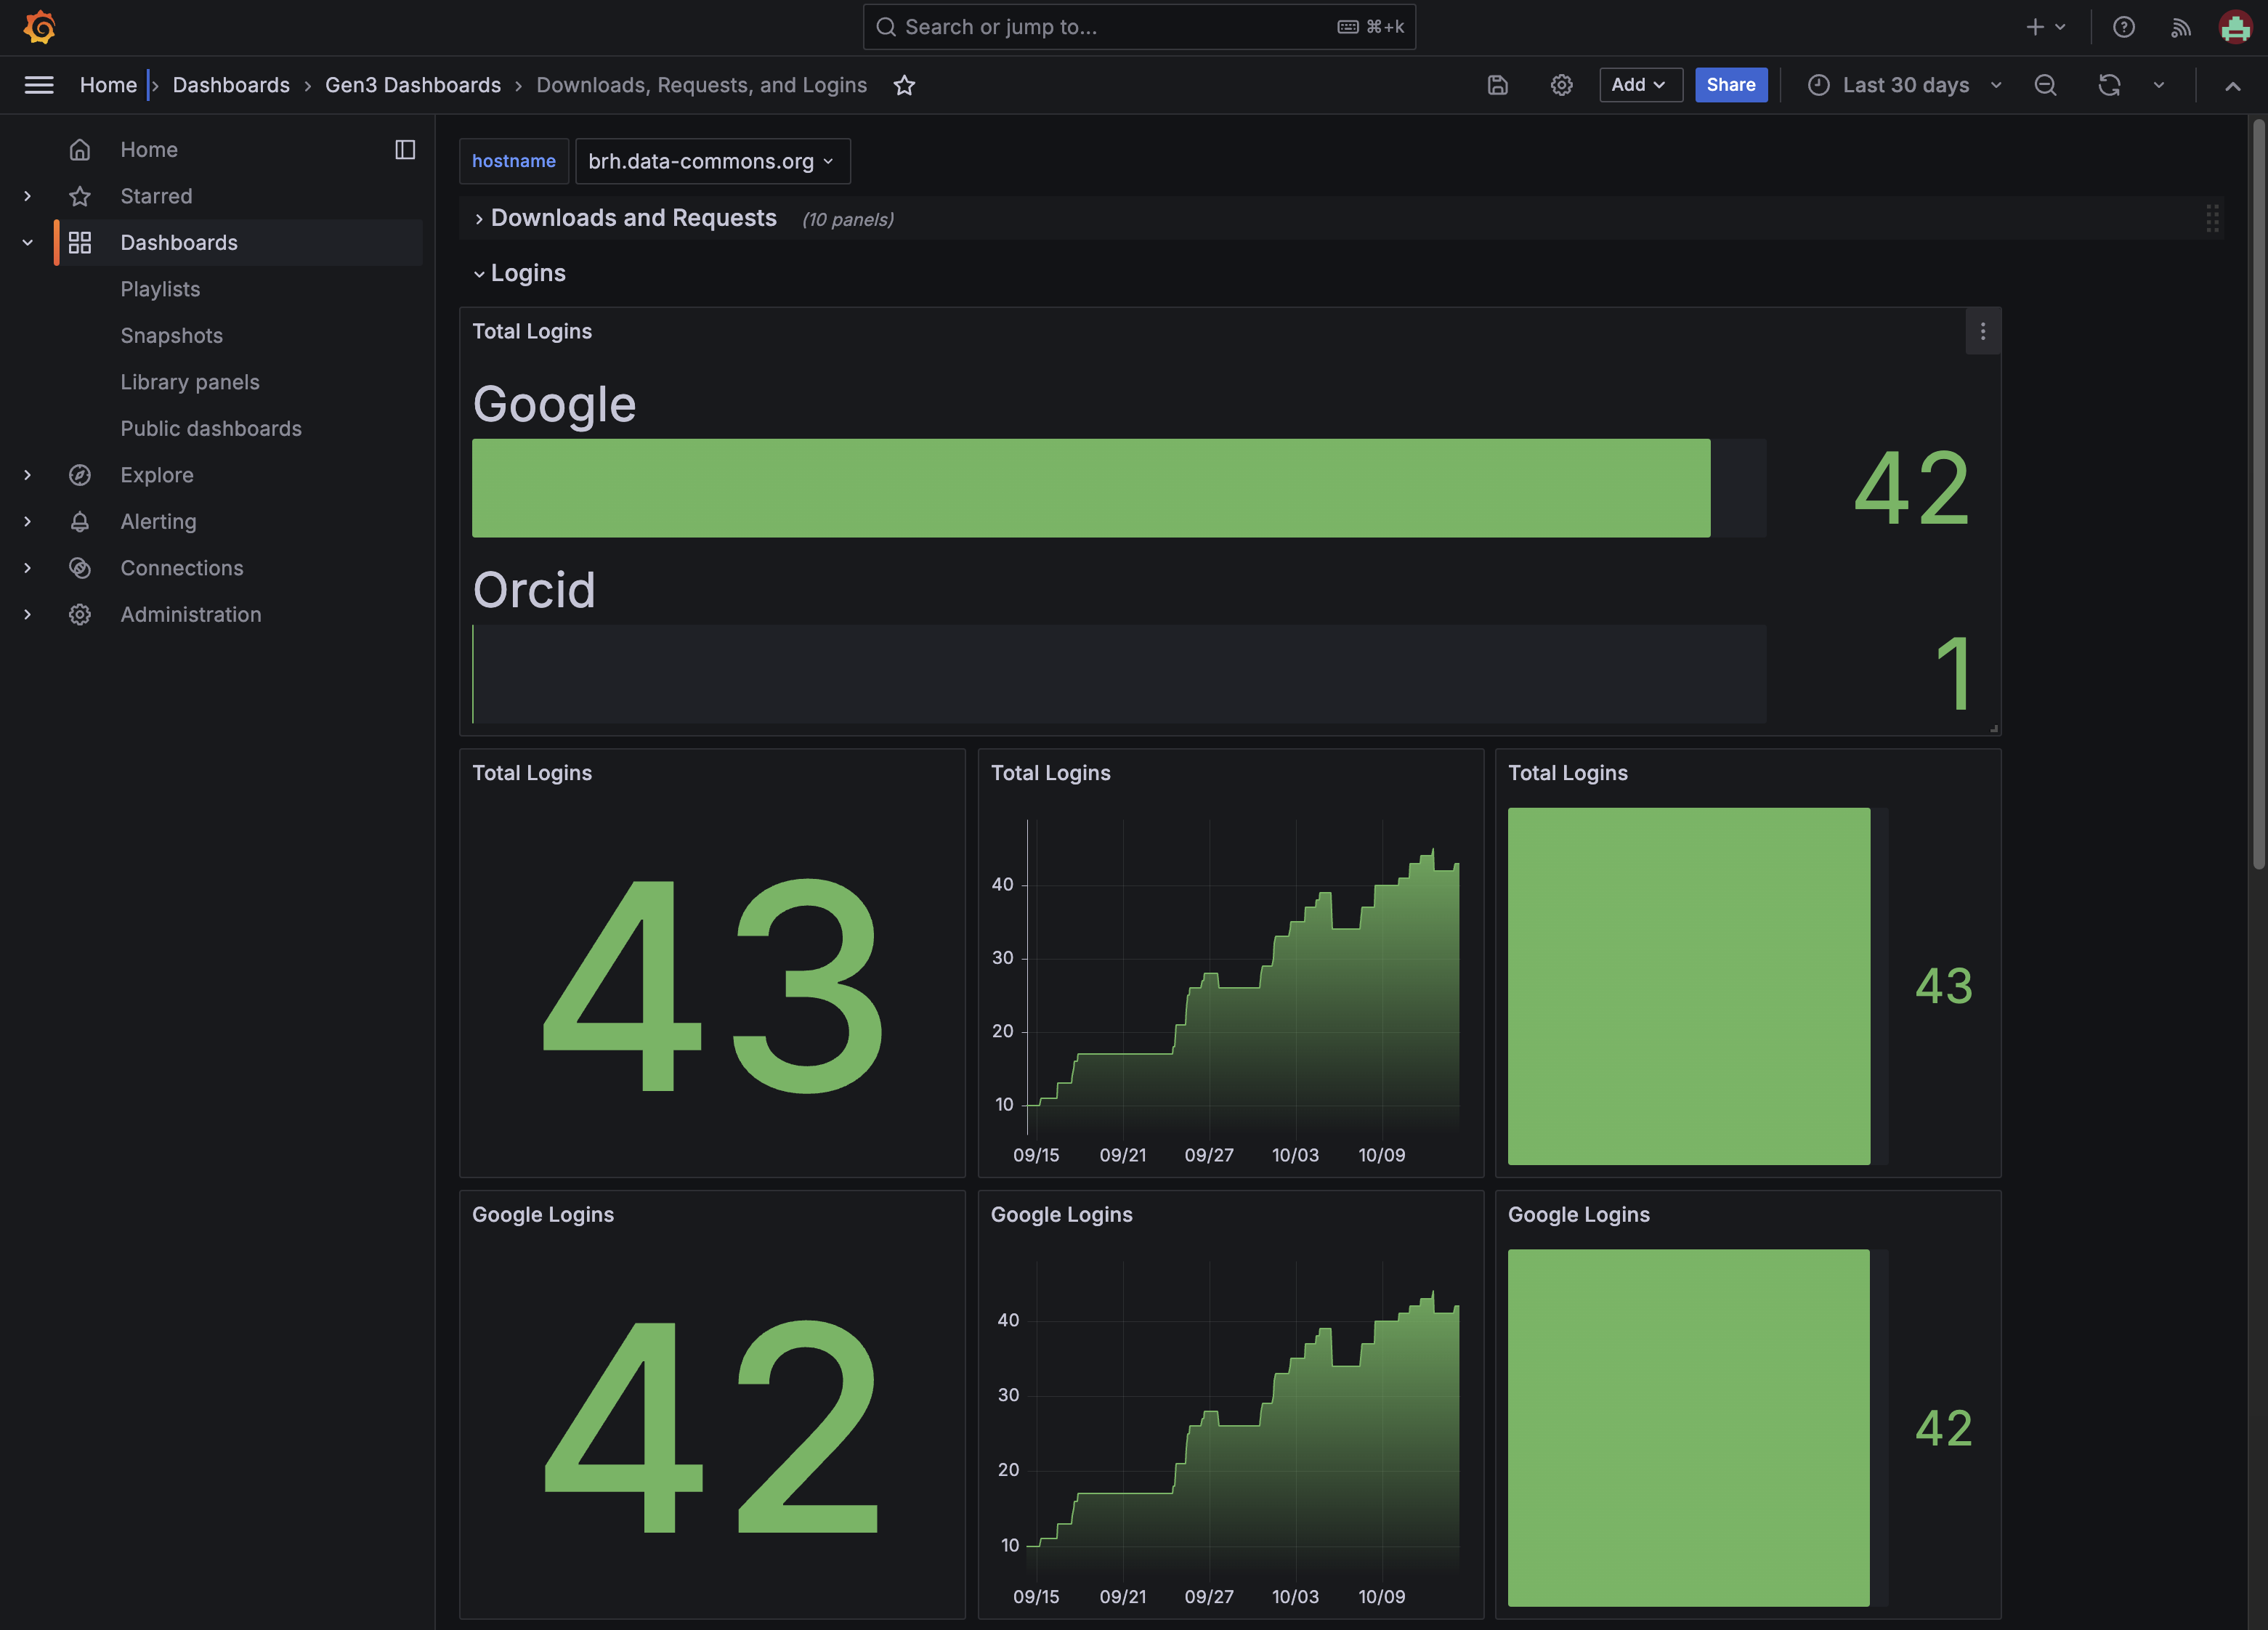 Search or jump to... ⌘+k
Home › Dashboards › Gen3 Dashboards › Downloads, Requests, and Logins
Add
Share
Last 30 days
Home
Starred
Dashboards
Playlists
Snapshots
Library panels
Public dashboards
Explore
Alerting
Connections
Administration
hostname
brh.data-commons.org
Downloads and Requests (10 panels)
Logins
Total Logins
Google
42
Orcid
1
Total Logins
43
Total Logins
40
30
20
10
09/15 09/21 09/27 10/03 10/09
Total Logins
43
Google Logins
42
Google Logins
40
30
20
10
09/15 09/21 09/27 10/03 10/09
Google Logins
42